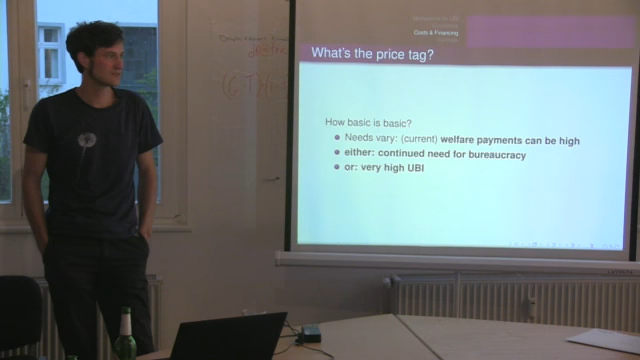 Costs & Financing
What's the price tag?
How basic is basic?
Needs vary: (current) welfare payments can be high
either: continued need for bureaucracy
or: very high UBI